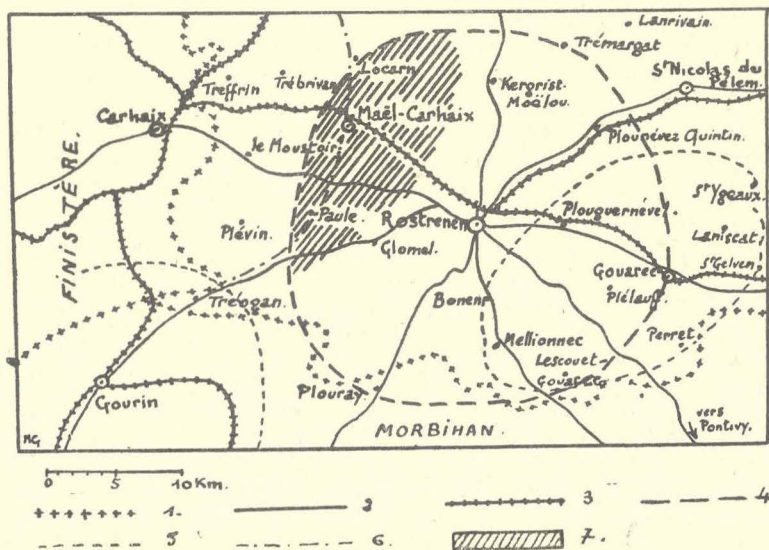 Lanrivain.
Trémargat
Locarn
St Nicolas du
Pélem.
Treffrin
Trébrivan
Kergrist-
Moëlou.
Carhaix
Maël-Carhaix
Plounévez Quintin.
le Moustoir
FINISTÈRE.
St Ygeaux.
Paule.
Plouguernével
Rostrenen
Laniscat
Plévin.
Glomel.
St Gelven
Gouarec
Plélauff
Bonen
Tréogan.
Perret
Mellionnec
Lescouet-
Gouarec
Plouray
Gourin
MORBIHAN.
vers
Pontivy.
0 5 10 Km.
1. 2 3 4
5 6 7.